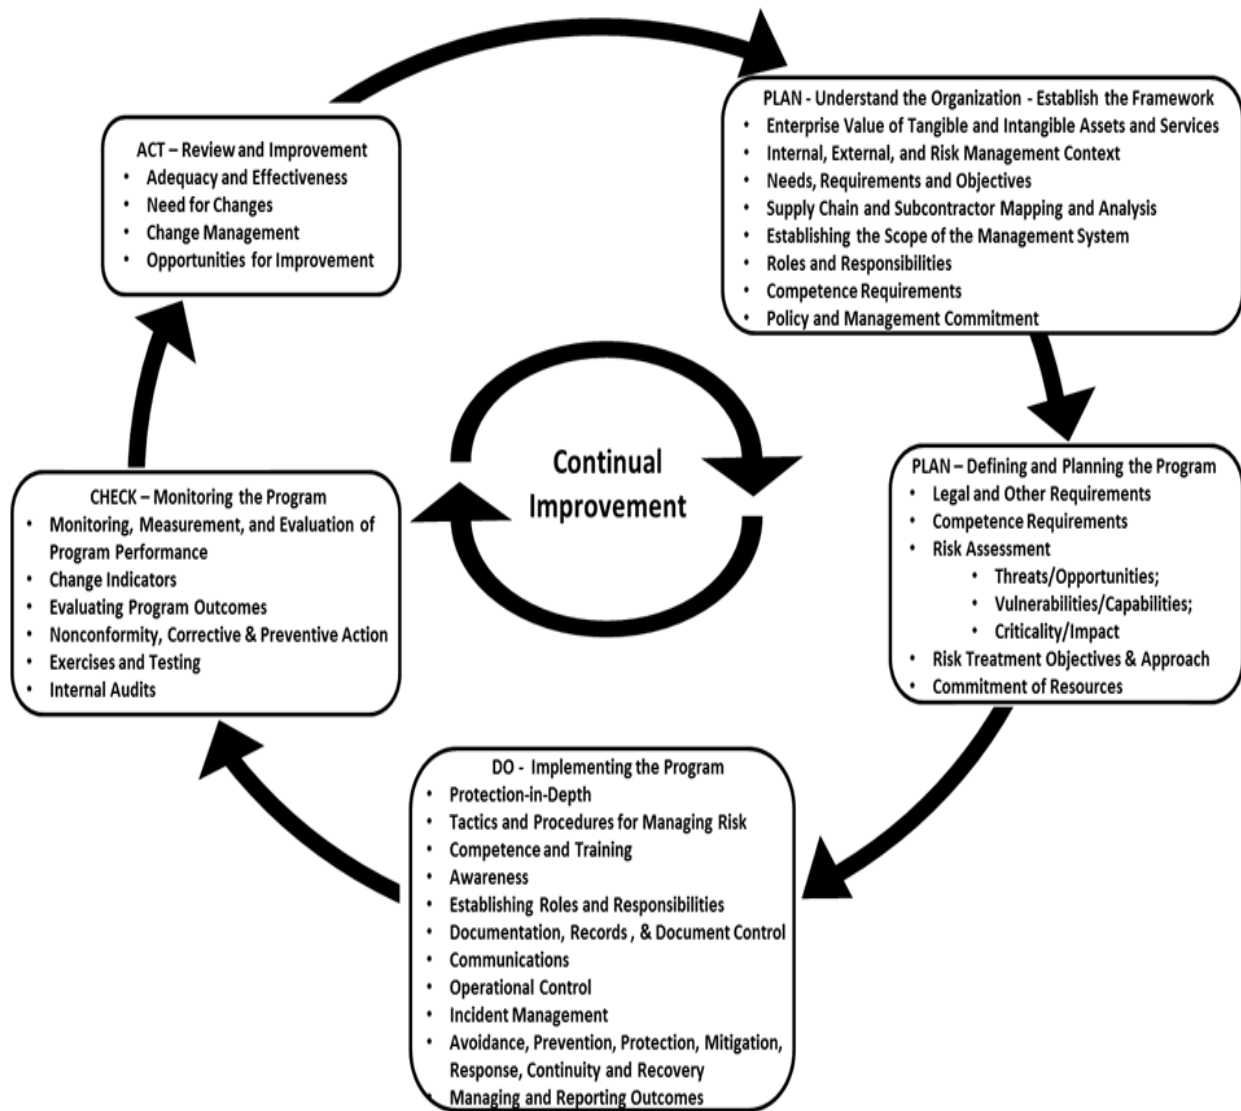 PLAN - Understand the Organization - Establish the Framework
• Enterprise Value of Tangible and Intangible Assets and Services
• Internal, External, and Risk Management Context
• Needs, Requirements and Objectives
• Supply Chain and Subcontractor Mapping and Analysis
• Establishing the Scope of the Management System
• Roles and Responsibilities
• Competence Requirements
• Policy and Management Commitment
PLAN – Defining and Planning the Program
• Legal and Other Requirements
• Competence Requirements
• Risk Assessment
• Threats/Opportunities;
• Vulnerabilities/Capabilities;
• Criticality/Impact
• Risk Treatment Objectives & Approach
• Commitment of Resources
DO - Implementing the Program
• Protection-in-Depth
• Tactics and Procedures for Managing Risk
• Competence and Training
• Awareness
• Establishing Roles and Responsibilities
• Documentation, Records , & Document Control
• Communications
• Operational Control
• Incident Management
• Avoidance, Prevention, Protection, Mitigation,
Response, Continuity and Recovery
• Managing and Reporting Outcomes
CHECK – Monitoring the Program
• Monitoring, Measurement, and Evaluation of
Program Performance
• Change Indicators
• Evaluating Program Outcomes
• Nonconformity, Corrective & Preventive Action
• Exercises and Testing
• Internal Audits
ACT – Review and Improvement
• Adequacy and Effectiveness
• Need for Changes
• Change Management
• Opportunities for Improvement
Continual
Improvement